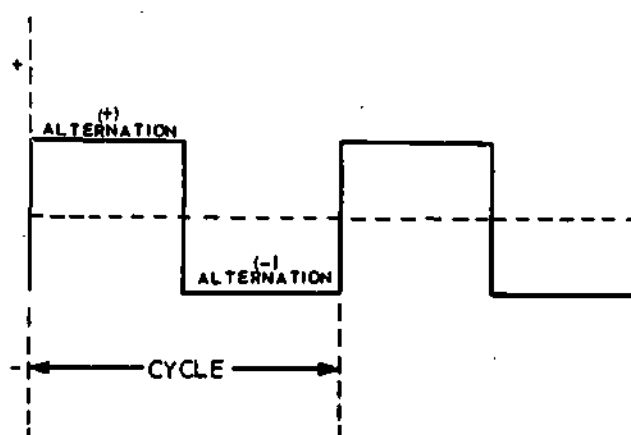 +
(+)
ALTERNATION
(-)
ALTERNATION
-
CYCLE